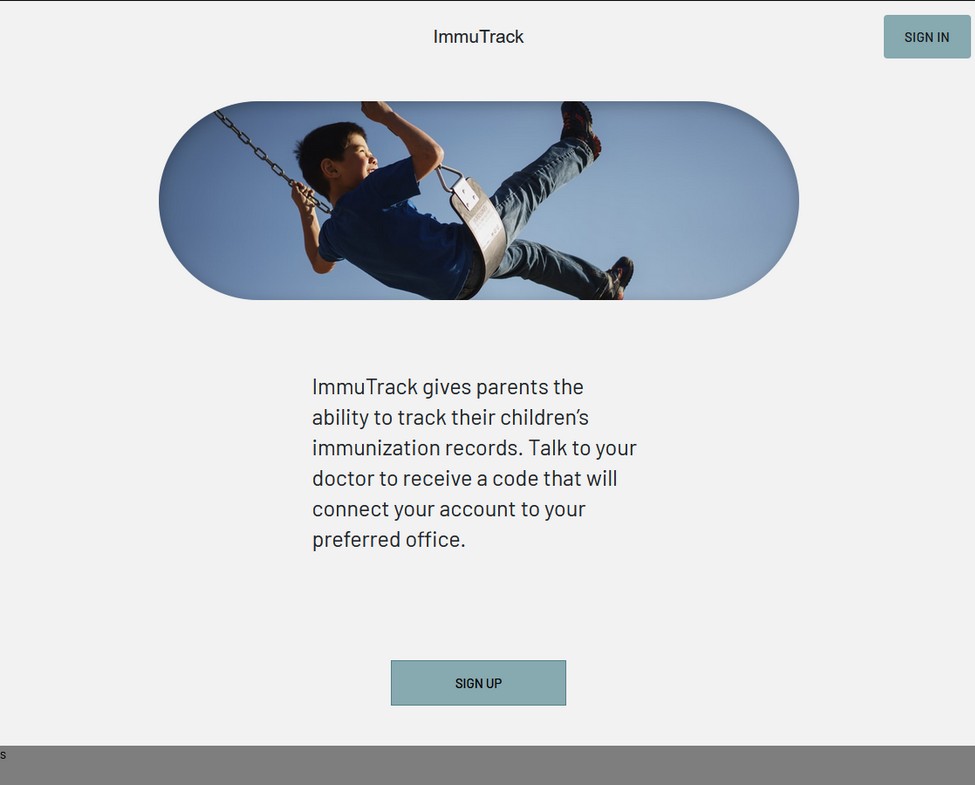 ImmuTrack
SIGN IN
ImmuTrack gives parents the
ability to track their children’s
immunization records. Talk to your
doctor to receive a code that will
connect your account to your
preferred office.
SIGN UP
s